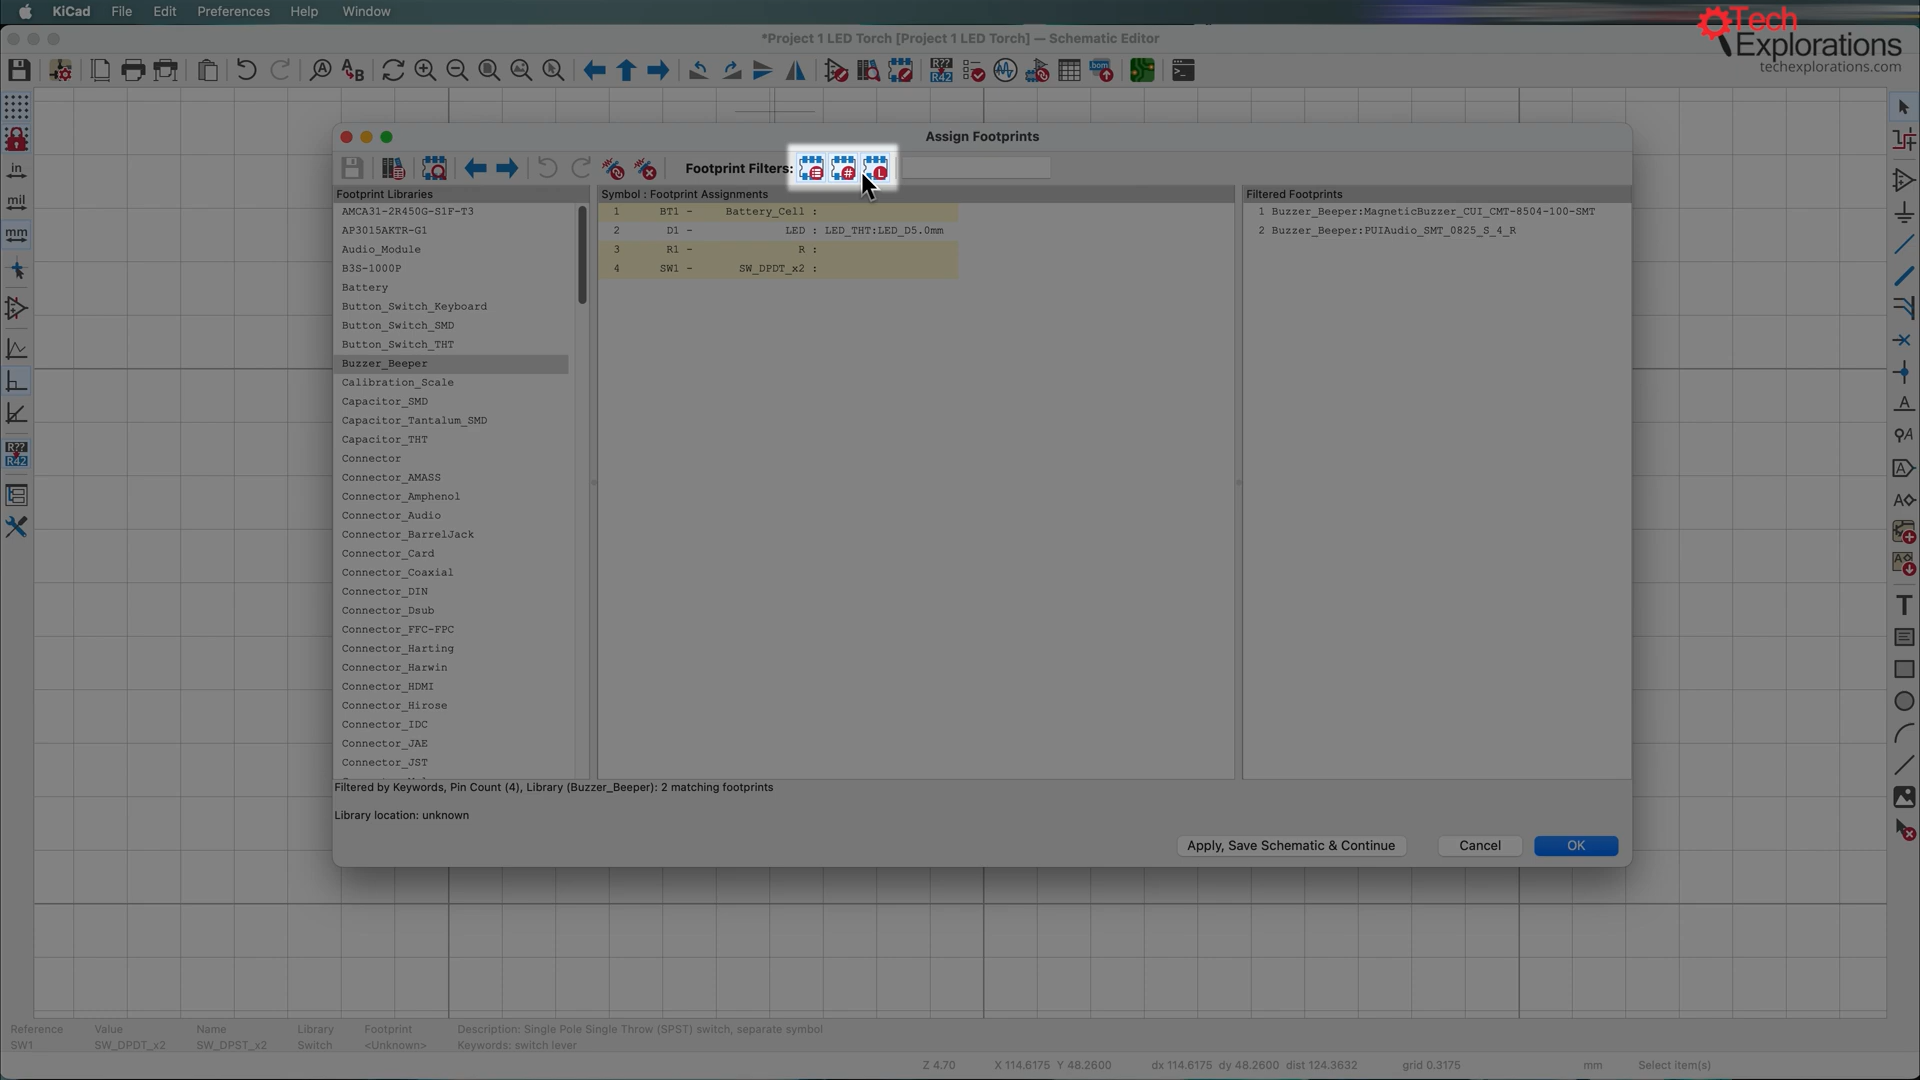 KiCad File Edit Preferences Help Window
Tech
Explorations
techexplorations.com
*Project 1 LED Torch [Project 1 LED Torch] — Schematic Editor
Assign Footprints
Footprint Filters:
Footprint Libraries
AMCA31-2R450G-S1F-T3
AP3015AKTR-G1
Audio_Module
B3S-1000P
Battery
Button_Switch_Keyboard
Button_Switch_SMD
Button_Switch_THT
Buzzer_Beeper
Calibration_Scale
Capacitor_SMD
Capacitor_Tantalum_SMD
Capacitor_THT
Connector
Connector_AMASS
Connector_Amphenol
Connector_Audio
Connector_BarrelJack
Connector_Card
Connector_Coaxial
Connector_DIN
Connector_Dsub
Connector_FFC-FPC
Connector_Harting
Connector_Harwin
Connector_HDMI
Connector_Hirose
Connector_IDC
Connector_JAE
Connector_JST
Symbol : Footprint Assignments
1 BT1 - Battery_Cell :
2 D1 - LED : LED_THT:LED_D5.0mm
3 R1 - R :
4 SW1 - SW_DPDT_x2 :
Filtered Footprints
1 Buzzer_Beeper:MagneticBuzzer_CUI_CMT-8504-100-SMT
2 Buzzer_Beeper:PUIAudio_SMT_0825_S_4_R
Filtered by Keywords, Pin Count (4), Library (Buzzer_Beeper): 2 matching footprints
Library location: unknown
Apply, Save Schematic & Continue Cancel OK
in
mil
mm
R??
R42
Reference Value Name Library Footprint Description: Single Pole Single Throw (SPST) switch, separate symbol
SW1 SW_DPDT_x2 SW_DPST_x2 Switch <Unknown> Keywords: switch lever
Z 4.70 X 114.6175 Y 48.2600 dx 114.6175 dy 48.2600 dist 124.3632 grid 0.3175 mm Select item(s)